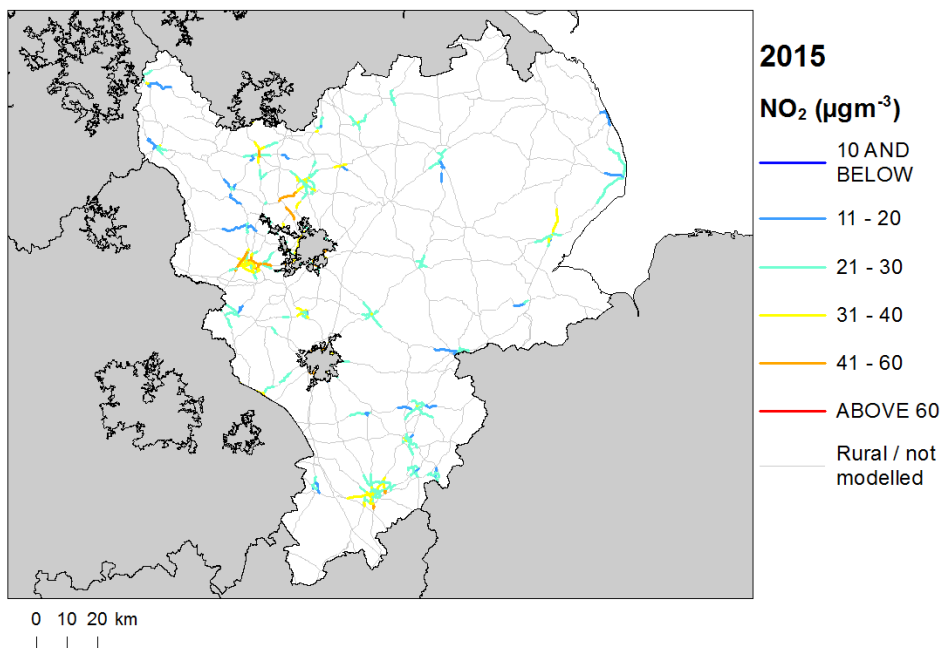 2015
NO₂ (µgm⁻³)
10 AND
BELOW
11 - 20
21 - 30
31 - 40
41 - 60
ABOVE 60
Rural / not
modelled
0 10 20 km